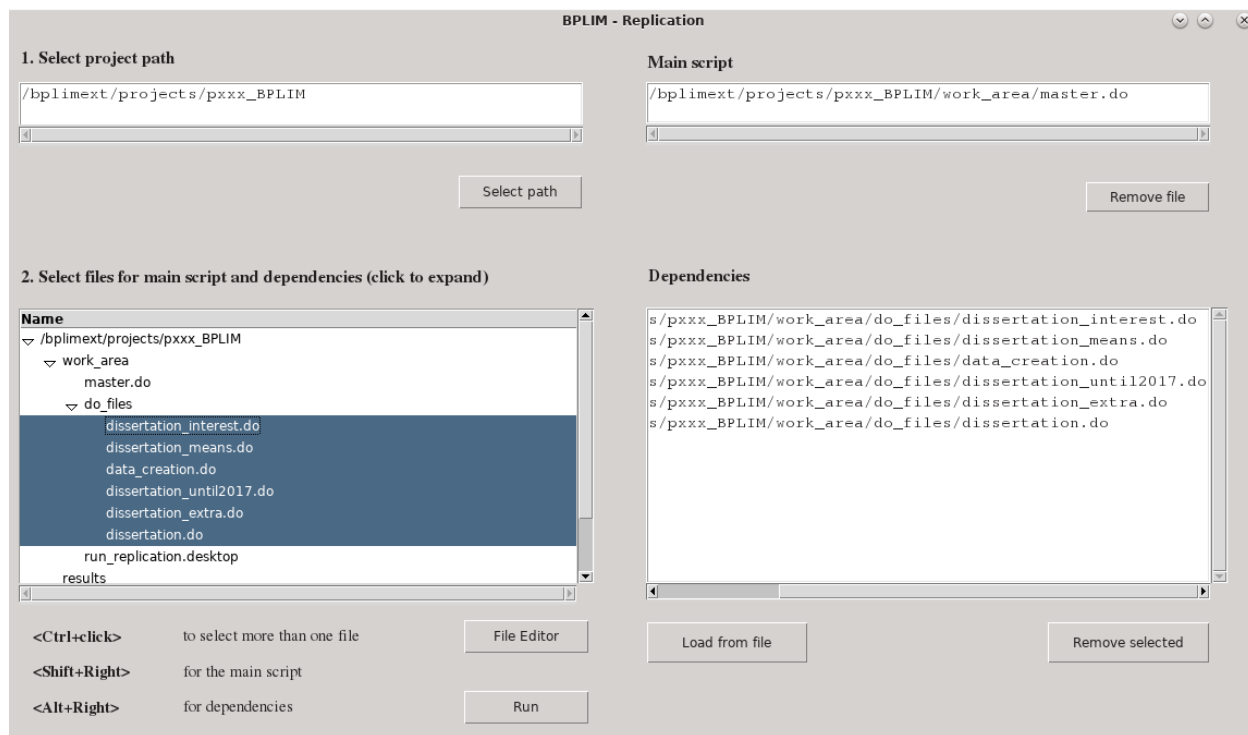 BPLIM - Replication
1. Select project path
/bplimext/projects/pxxx_BPLIM
Select path
Main script
/bplimext/projects/pxxx_BPLIM/work_area/master.do
Remove file
2. Select files for main script and dependencies (click to expand)
Name
/bplimext/projects/pxxx_BPLIM
work_area
master.do
do_files
dissertation_interest.do
dissertation_means.do
data_creation.do
dissertation_until2017.do
dissertation_extra.do
dissertation.do
run_replication.desktop
results
Dependencies
s/pxxx_BPLIM/work_area/do_files/dissertation_interest.do
s/pxxx_BPLIM/work_area/do_files/dissertation_means.do
s/pxxx_BPLIM/work_area/do_files/data_creation.do
s/pxxx_BPLIM/work_area/do_files/dissertation_until2017.do
s/pxxx_BPLIM/work_area/do_files/dissertation_extra.do
s/pxxx_BPLIM/work_area/do_files/dissertation.do
<Ctrl+click> to select more than one file
File Editor
<Shift+Right> for the main script
<Alt+Right> for dependencies
Run
Load from file
Remove selected